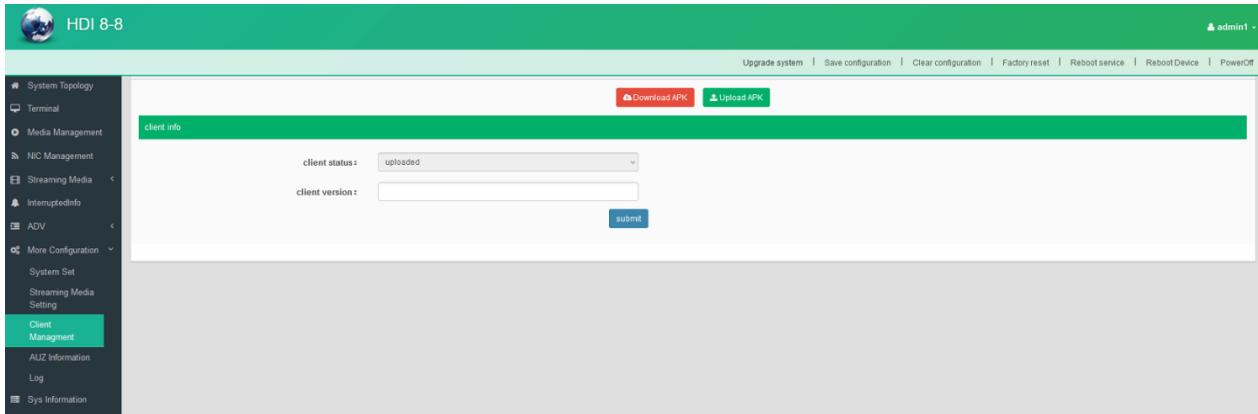 HDI 8-8
admin1
Upgrade system | Save configuration | Clear configuration | Factory reset | Reboot service | Reboot Device | PowerOff
System Topology
Terminal
Media Management
NIC Management
Streaming Media
InterruptedInfo
ADV
More Configuration
System Set
Streaming Media
Setting
Client
Managment
AUZ Information
Log
Sys Information
Download APK
Upload APK
client info
client status:
uploaded
client version:
submit